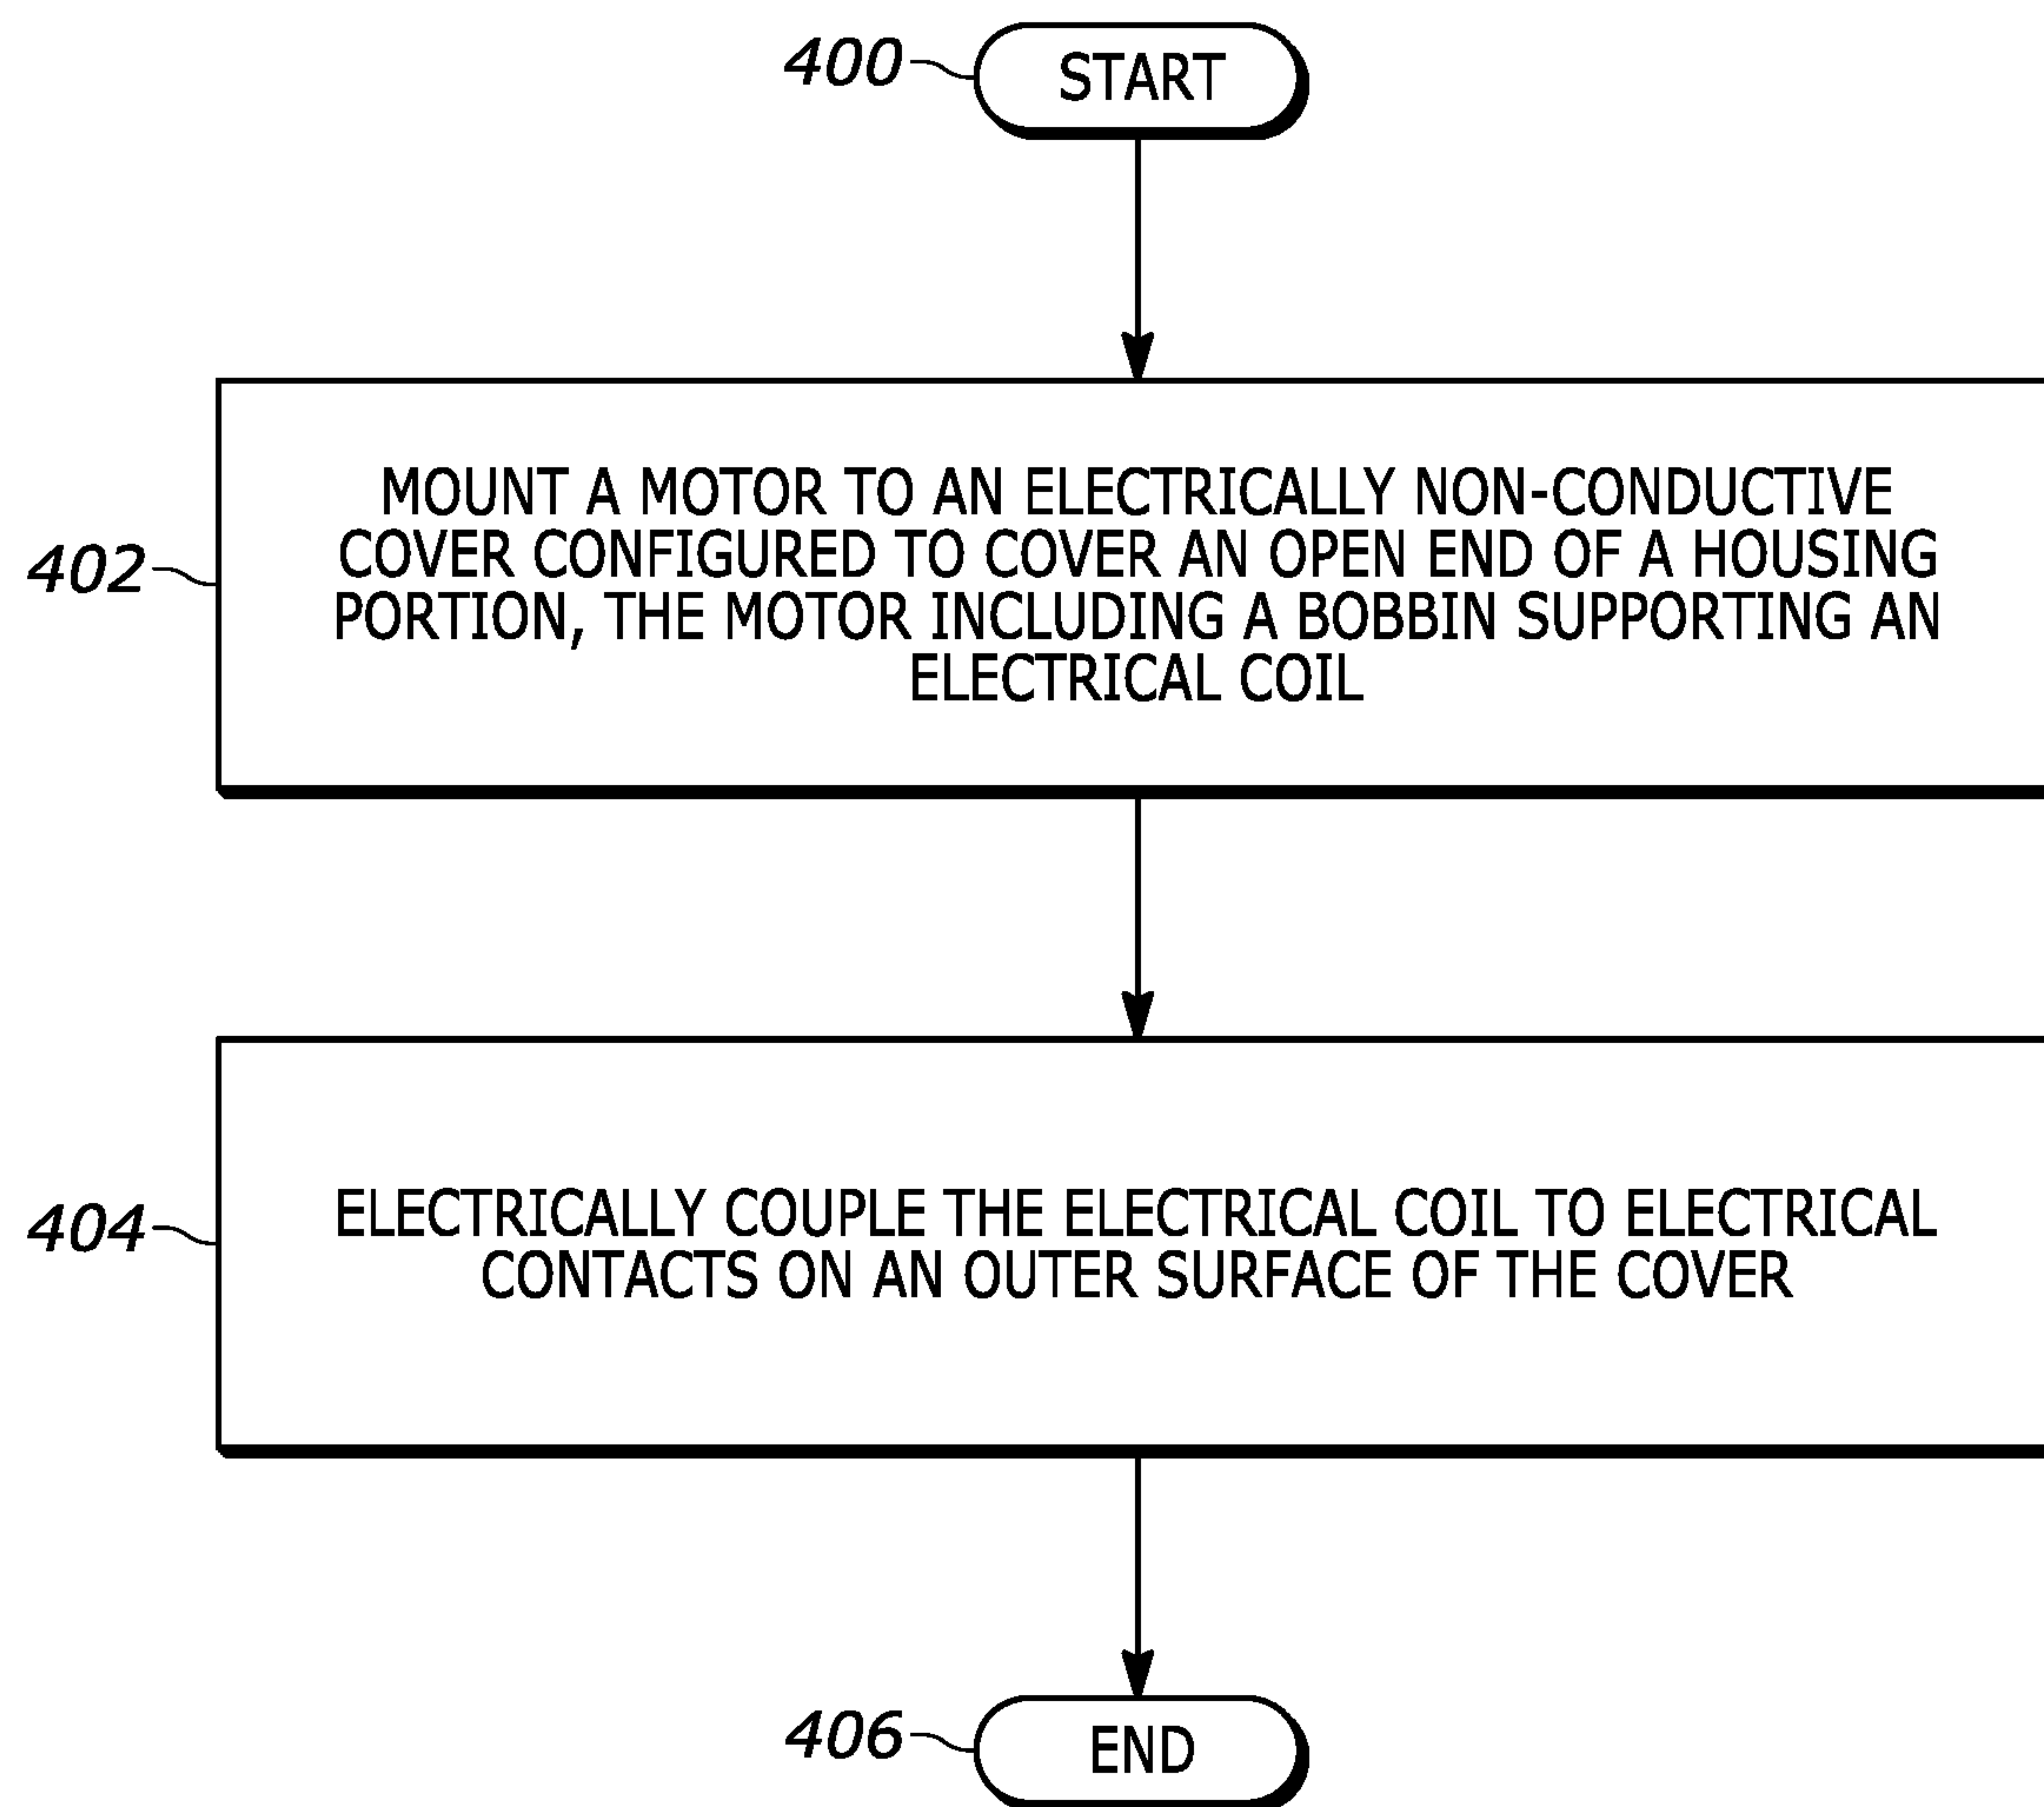 400
START
402
MOUNT A MOTOR TO AN ELECTRICALLY NON-CONDUCTIVE
COVER CONFIGURED TO COVER AN OPEN END OF A HOUSING
PORTION, THE MOTOR INCLUDING A BOBBIN SUPPORTING AN
ELECTRICAL COIL
404
ELECTRICALLY COUPLE THE ELECTRICAL COIL TO ELECTRICAL
CONTACTS ON AN OUTER SURFACE OF THE COVER
406
END